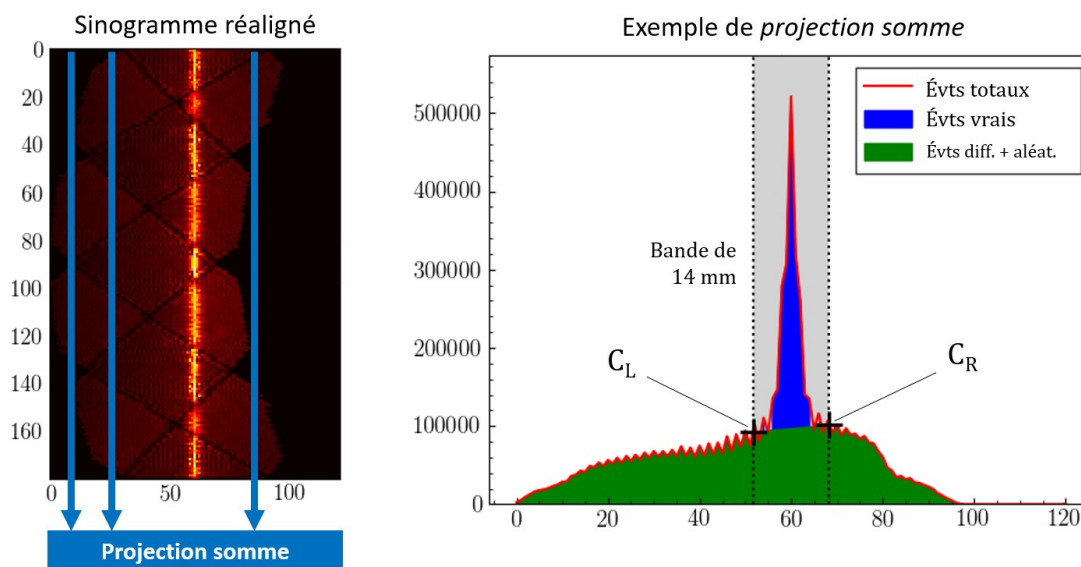 Sinogramme réaligné
0
20
40
60
80
100
120
140
160
0
50
100
Projection somme
Exemple de projection somme
500000
400000
300000
200000
100000
0
0
20
40
60
80
100
120
Évts totaux
Évts vrais
Évts diff. + aléat.
Bande de
14 mm
C_L
C_R